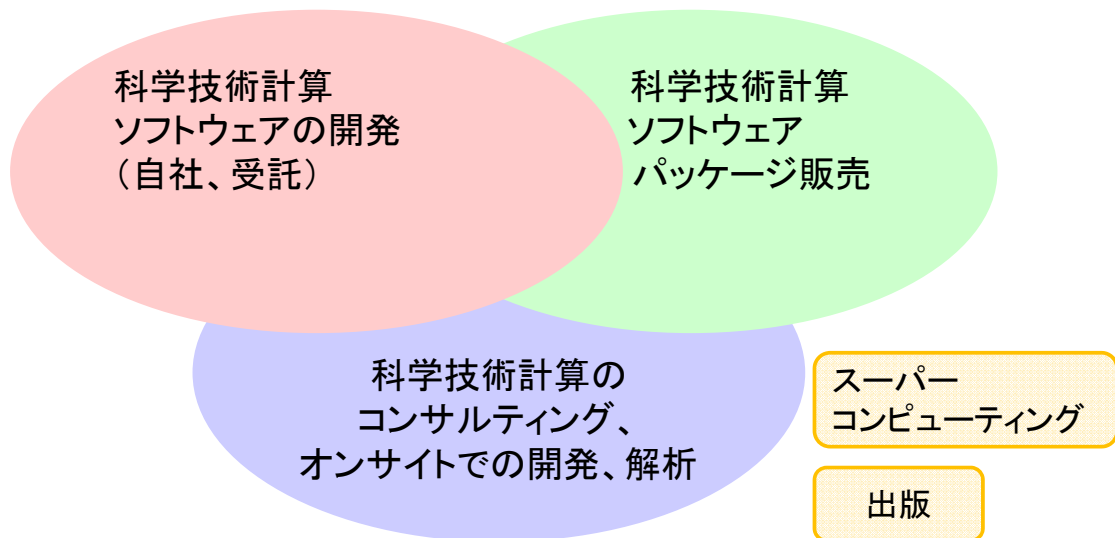 科学技術計算
ソフトウェアの開発
（自社、受託）
科学技術計算
ソフトウェア
パッケージ販売
科学技術計算の
コンサルティング、
オンサイトでの開発、解析
スーパー
コンピューティング
出版